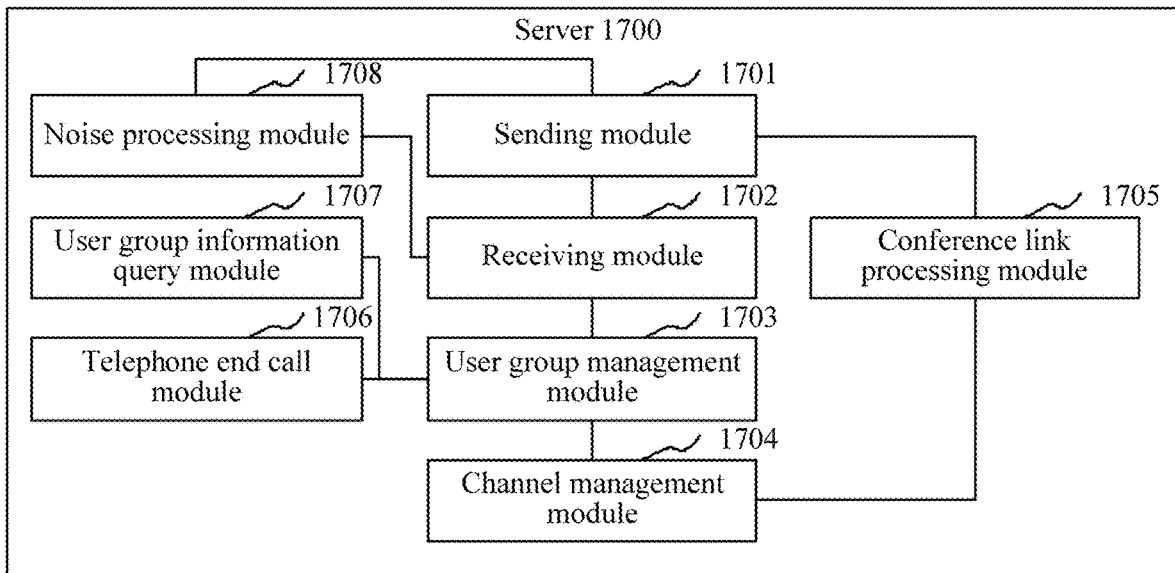 Server 1700
1708
1701
Noise processing module
Sending module
1707
1702
1705
User group information
query module
Receiving module
Conference link
processing module
1706
1703
Telephone end call
module
User group management
module
1704
Channel management
module